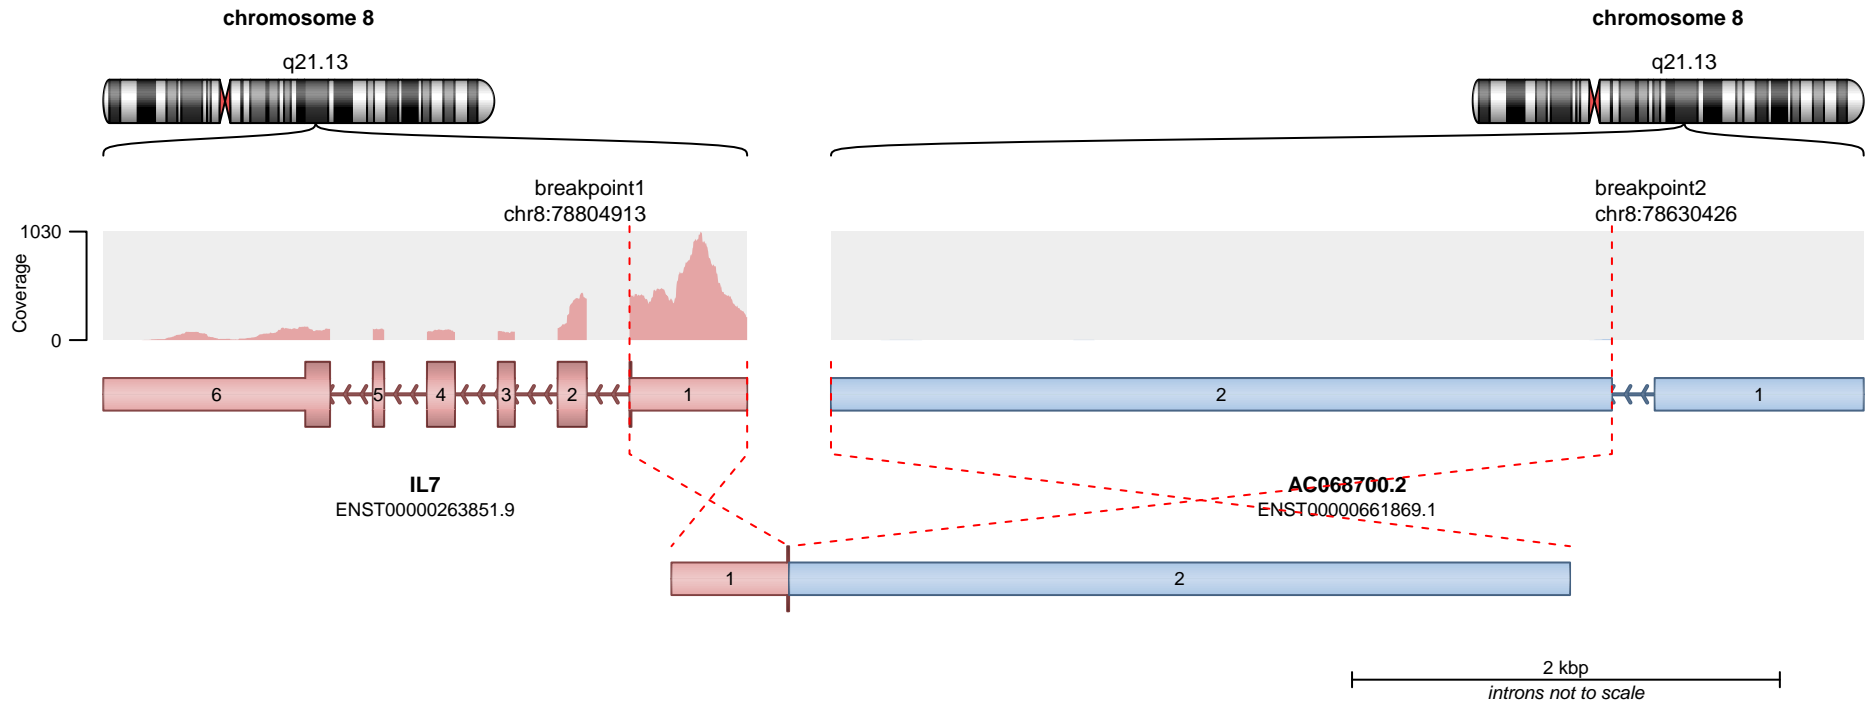 chromosome 8
chromosome 8
q21.13
q21.13
breakpoint1
chr8:78804913
breakpoint2
chr8:78630426
1030
Coverage
0
6
5
4
3
2
1
2
1
IL7
ENST00000263851.9
AC068700.2
ENST00000661869.1
1
2
2 kbp
introns not to scale